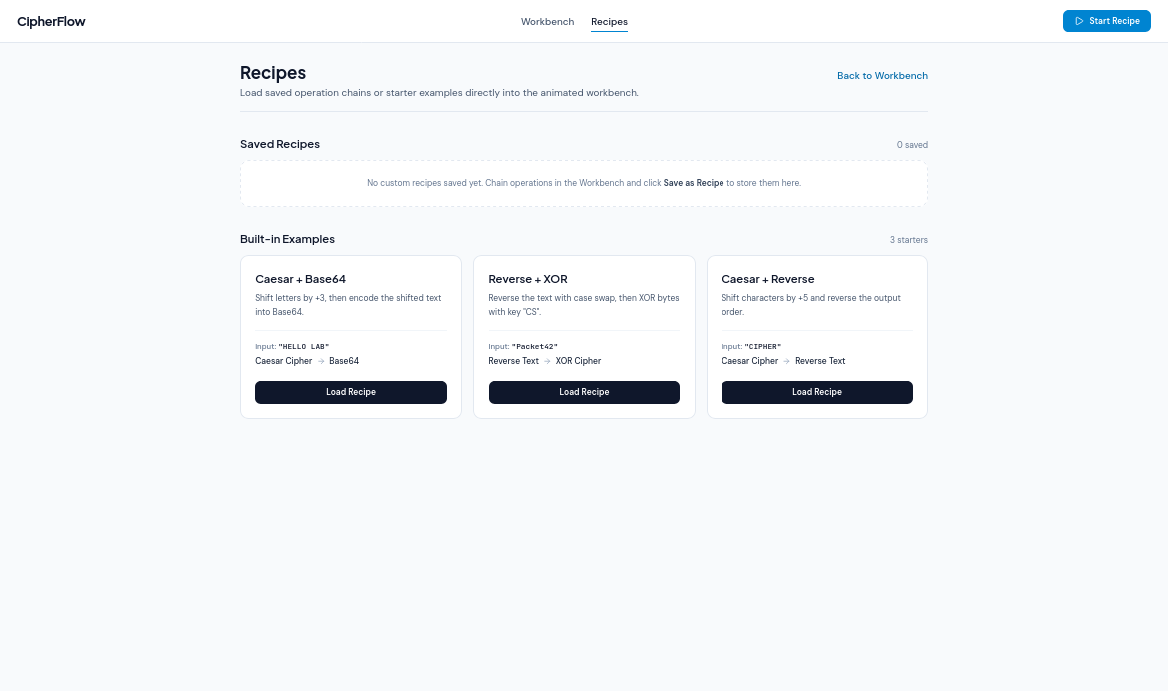 CipherFlow
Workbench
Recipes
Start Recipe
Recipes
Back to Workbench
Load saved operation chains or starter examples directly into the animated workbench.
Saved Recipes
0 saved
No custom recipes saved yet. Chain operations in the Workbench and click Save as Recipe to store them here.
Built-in Examples
3 starters
Caesar + Base64
Shift letters by +3, then encode the shifted text
into Base64.
Input: "HELLO LAB"
Caesar Cipher → Base64
Load Recipe
Reverse + XOR
Reverse the text with case swap, then XOR bytes
with key "CS".
Input: "Packet42"
Reverse Text → XOR Cipher
Load Recipe
Caesar + Reverse
Shift characters by +5 and reverse the output
order.
Input: "CIPHER"
Caesar Cipher → Reverse Text
Load Recipe